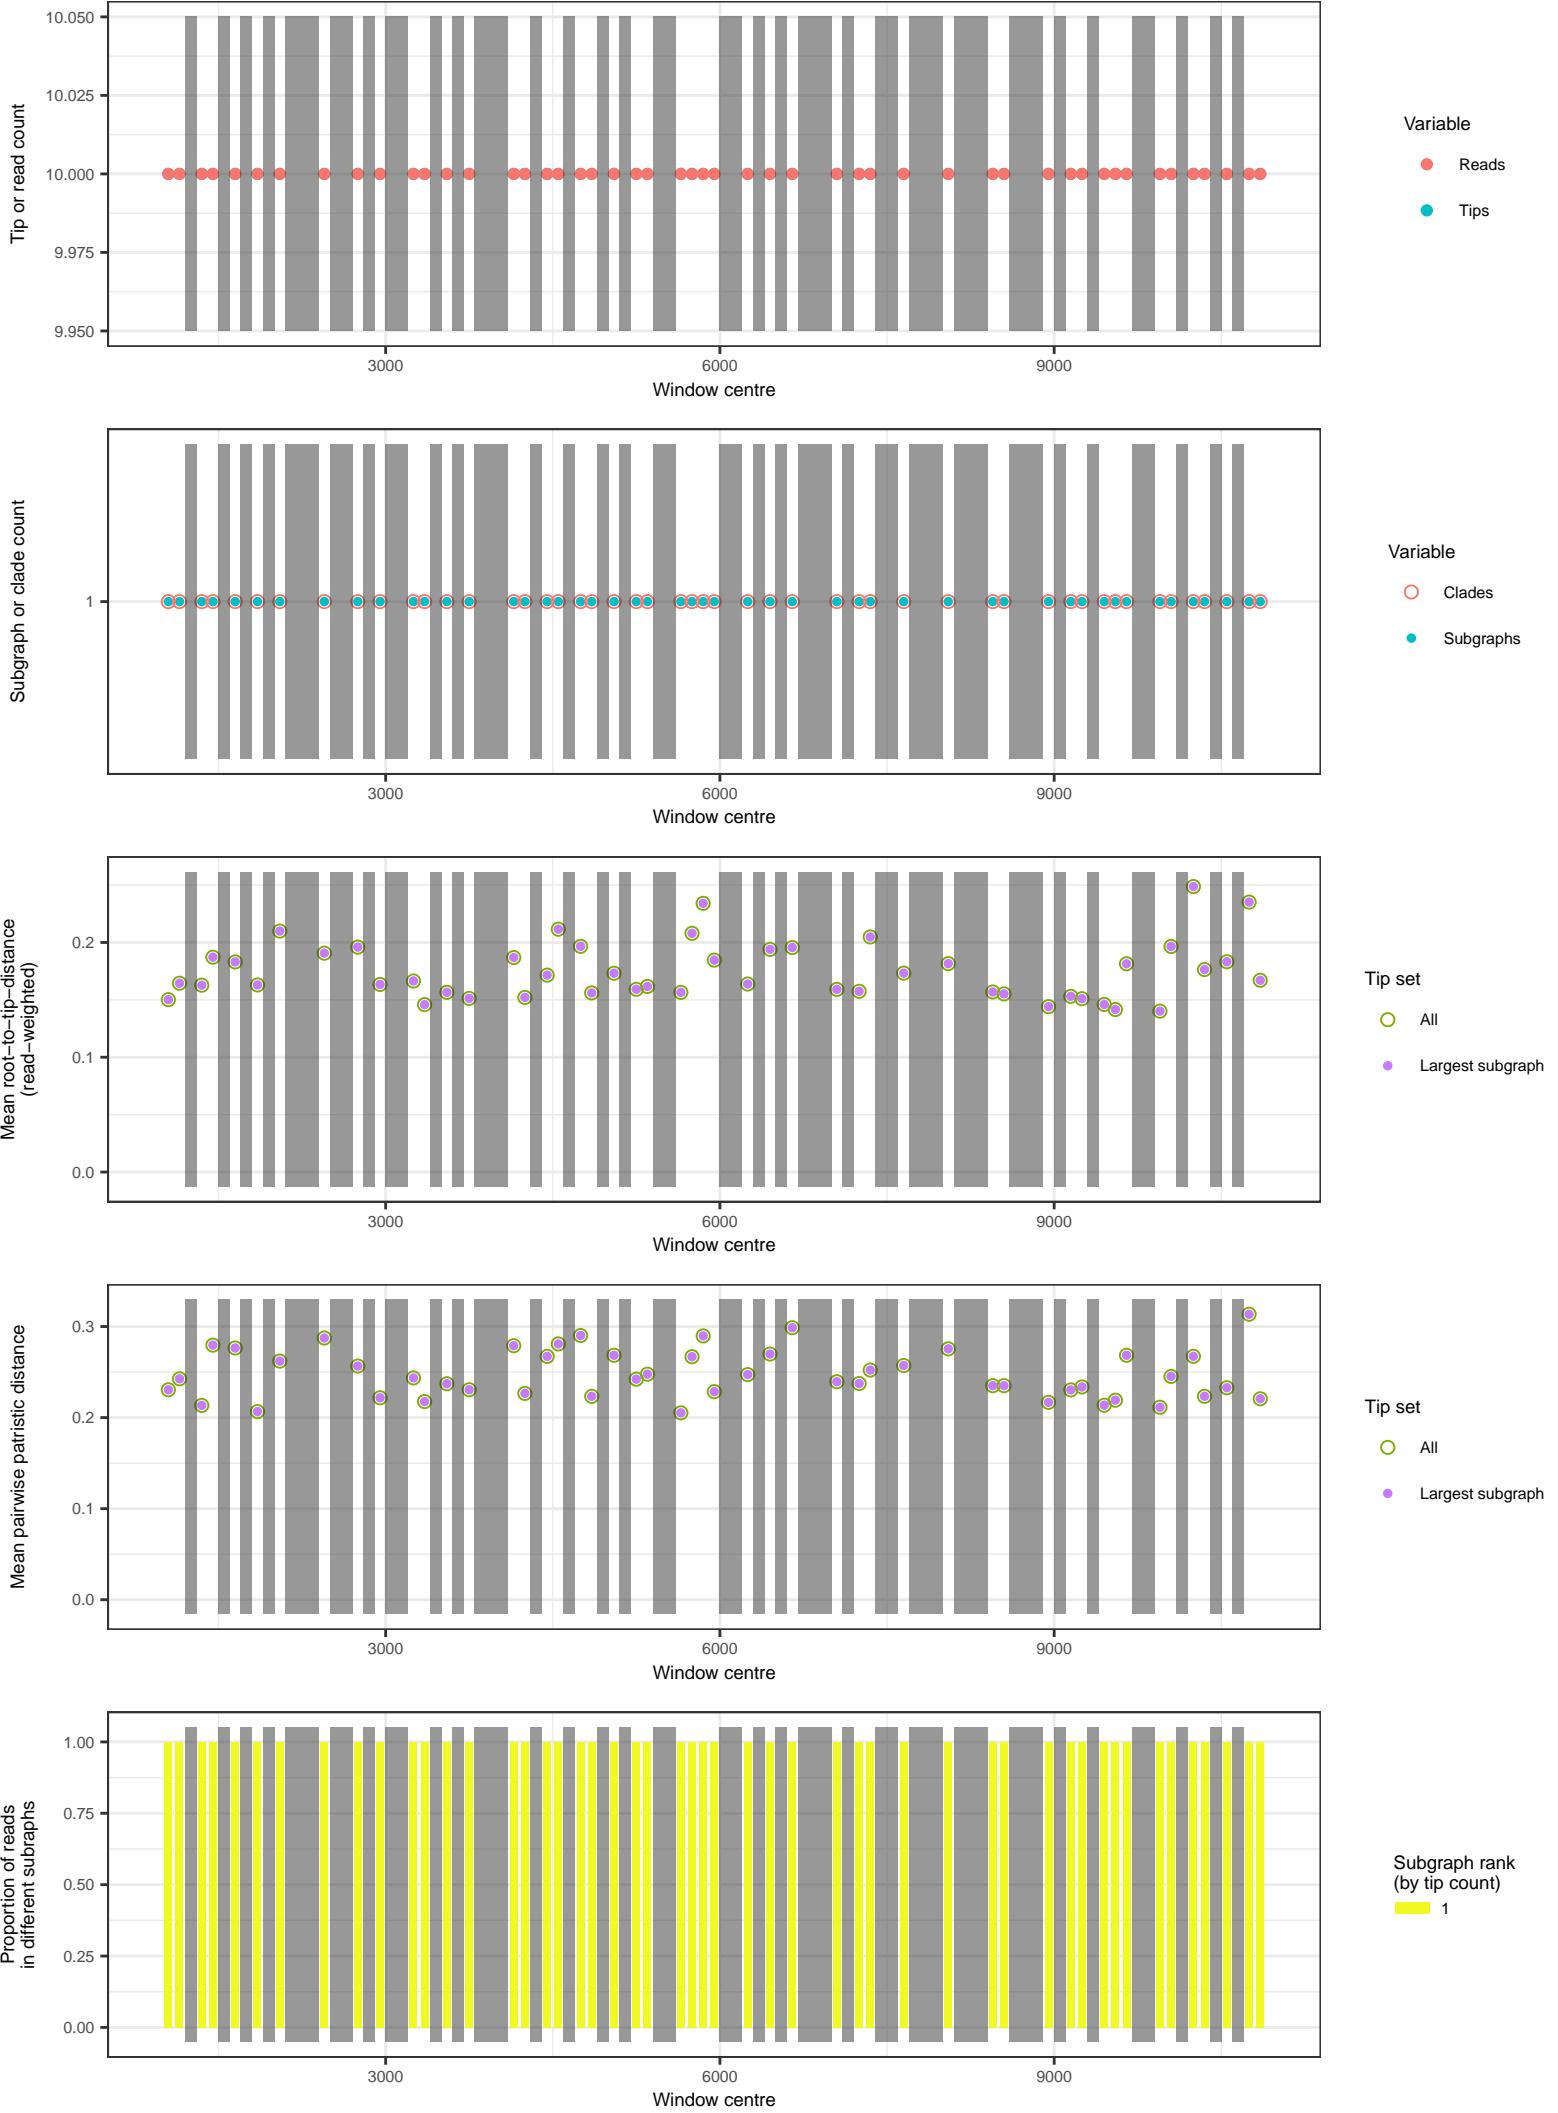 10.050
10.025
10.000
9.975
9.950
Tip or read count
3000
6000
9000
Window centre
Variable
Reads
Tips
1
Subgraph or clade count
3000
6000
9000
Window centre
Variable
Clades
Subgraphs
0.2
0.1
0.0
Mean root−to−tip−distance
(read−weighted)
3000
6000
9000
Window centre
Tip set
All
Largest subgraph
0.3
0.2
0.1
0.0
Mean pairwise patristic distance
3000
6000
9000
Window centre
Tip set
All
Largest subgraph
1.00
0.75
0.50
0.25
0.00
Proportion of reads
in different subraphs
3000
6000
9000
Window centre
Subgraph rank
(by tip count)
1